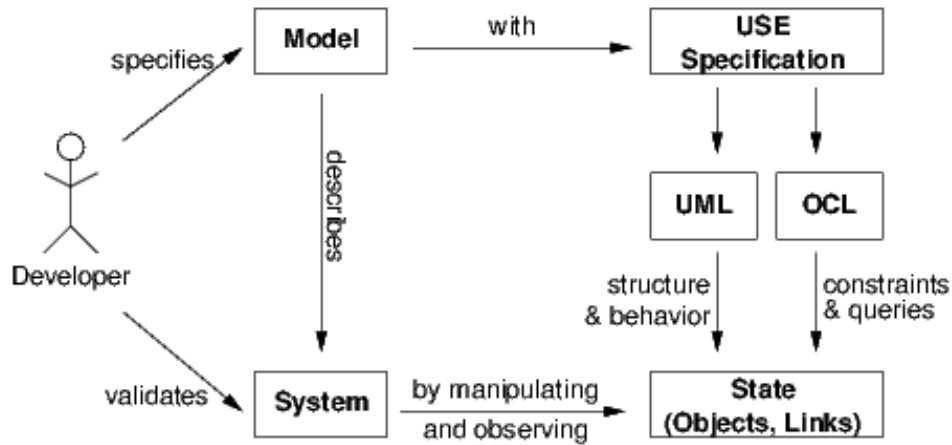 Model
with
USE
Specification
specifies
describes
UML
OCL
Developer
structure
& behavior
constraints
& queries
validates
System
by manipulating
and observing
State
(Objects, Links)